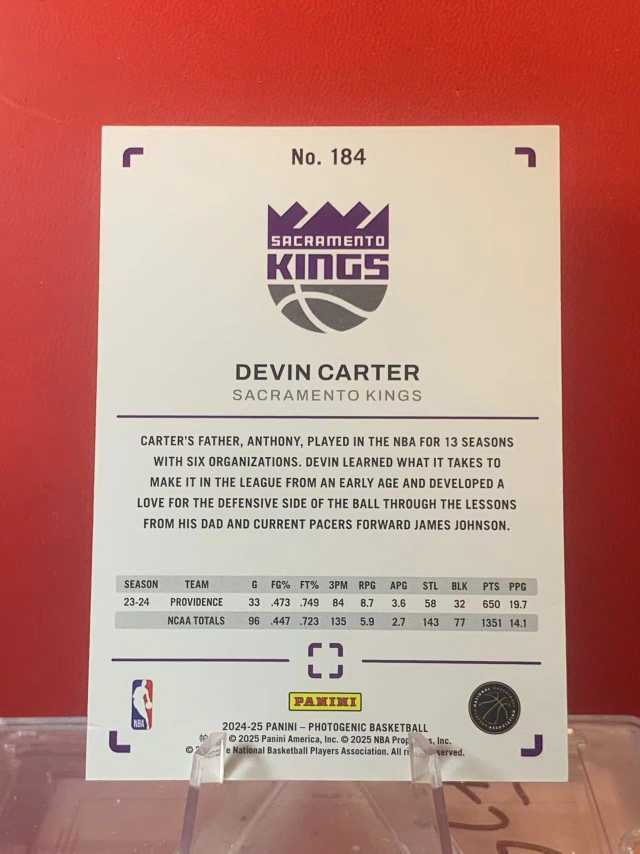 No. 184
SACRAMENTO
KINGS
DEVIN CARTER
SACRAMENTO KINGS
CARTER'S FATHER, ANTHONY, PLAYED IN THE NBA FOR 13 SEASONS
WITH SIX ORGANIZATIONS. DEVIN LEARNED WHAT IT TAKES TO
MAKE IT IN THE LEAGUE FROM AN EARLY AGE AND DEVELOPED A
LOVE FOR THE DEFENSIVE SIDE OF THE BALL THROUGH THE LESSONS
FROM HIS DAD AND CURRENT PACERS FORWARD JAMES JOHNSON.
SEASON TEAM G FG% FT% 3PM RPG APG STL BLK PTS PPG
23-24 PROVIDENCE 33 .473 .749 84 8.7 3.6 58 32 650 19.7
NCAA TOTALS 96 .447 .723 135 5.9 2.7 143 77 1351 14.1
NBA
PANINI
2024-25 PANINI – PHOTOGENIC BASKETBALL
© 2025 Panini America, Inc. © 2025 NBA Inc.
© National Basketball Players Association. All